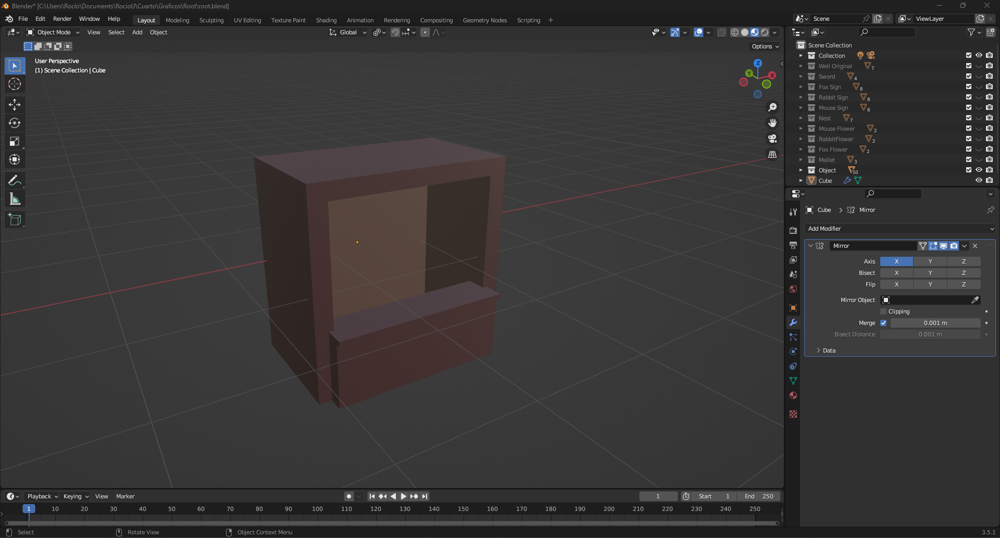 Blender* [C:\Users\Rocío\Documents\RocioU\Cuarto\Graficos\Root\root.blend]
File Edit Render Window Help Layout Modeling Sculpting UV Editing Texture Paint Shading Animation Rendering Compositing Geometry Nodes Scripting + Scene ViewLayer
Object Mode View Select Add Object Global
Options
User Perspective
(1) Scene Collection | Cube
Z
Y
X
Scene Collection
Collection
Well Original 7
Sword 4
Fox Sign 8
Rabbit Sign 8
Mouse Sign 8
Nest 7
Mouse Flower 2
RabbitFlower 2
Fox Flower 2
Mallet 3
Object 10
Cube
Cube > Mirror
Add Modifier
Mirror
Axis X Y Z
Bisect X Y Z
Flip X Y Z
Mirror Object
Clipping
Merge 0.001 m
Bisect Distance 0.001 m
Data
Playback Keying View Marker 1 Start 1 End 250
1 10 20 30 40 50 60 70 80 90 100 110 120 130 140 150 160 170 180 190 200 210 220 230 240 250
Select Rotate View Object Context Menu 3.5.1